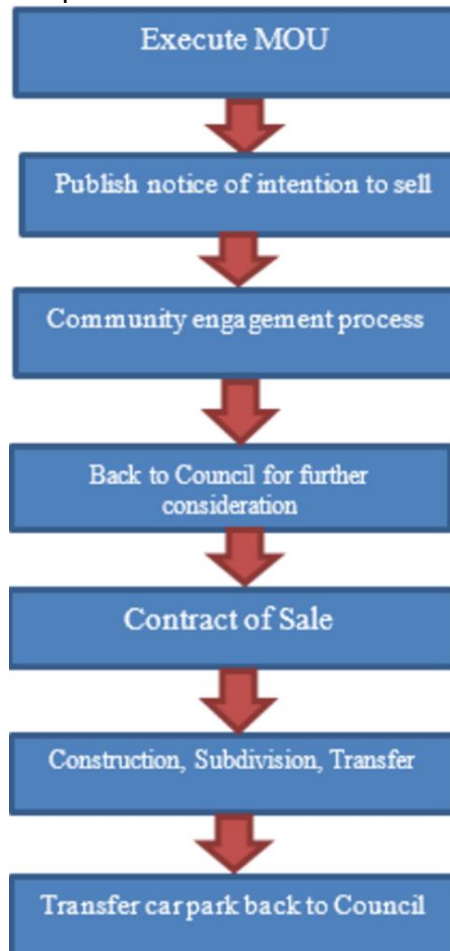 Execute MOU
Publish notice of intention to sell
Community engagement process
Back to Council for further
consideration
Contract of Sale
Construction, Subdivision, Transfer
Transfer car park back to Council